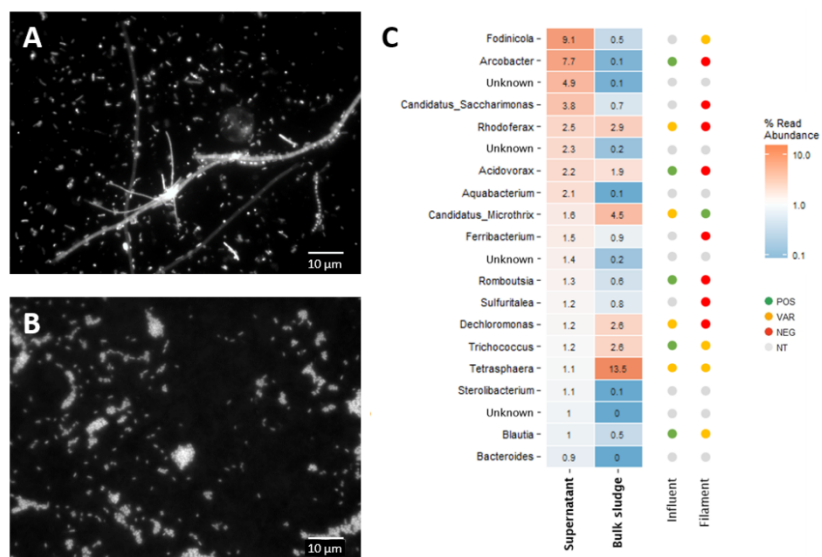 A
10 µm
B
10 µm
C
Fodinicola 9.1 0.5
Arcobacter 7.7 0.1
Unknown 4.9 0.1
Candidatus_Saccharimonas 3.8 0.7
Rhodoferax 2.5 2.9
Unknown 2.3 0.2
Acidovorax 2.2 1.9
Aquabacterium 2.1 0.1
Candidatus_Microthrix 1.6 4.5
Ferribacterium 1.5 0.9
Unknown 1.4 0.2
Romboutsia 1.3 0.6
Sulfuritalea 1.2 0.8
Dechloromonas 1.2 2.6
Trichococcus 1.2 2.6
Tetrasphaera 1.1 13.5
Sterolibacterium 1.1 0.1
Unknown 1 0
Blautia 1 0.5
Bacteroides 0.9 0
Supernatant
Bulk sludge
Influent
Filament
% Read
Abundance
10.0
1.0
0.1
POS
VAR
NEG
NT